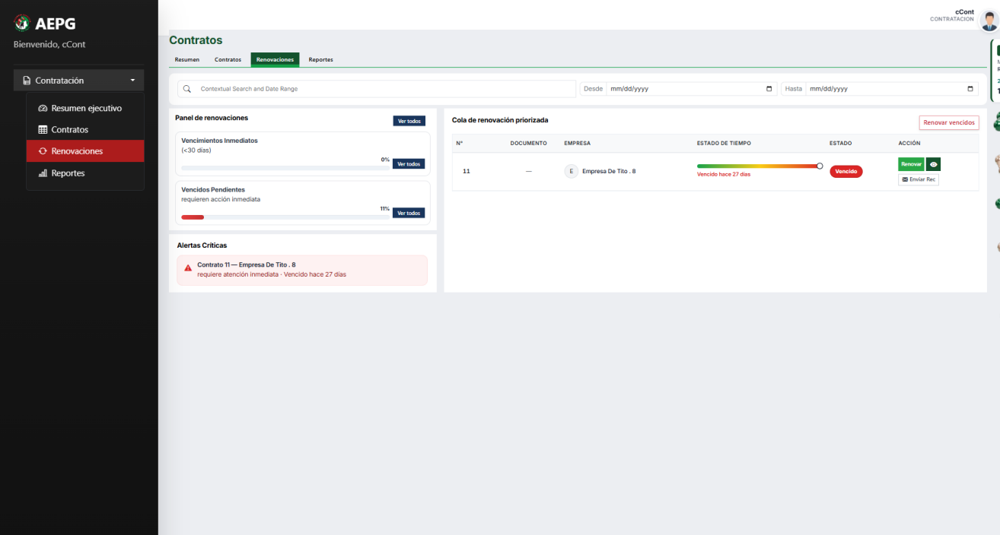 AEPG
Bienvenido, cCont
Contratación
Resumen ejecutivo
Contratos
Renovaciones
Reportes
cCont
CONTRATACION
Contratos
Resumen Contratos Renovaciones Reportes
Contextual Search and Date Range
Desde mm/dd/yyyy
Hasta mm/dd/yyyy
Panel de renovaciones
Ver todos
Vencimientos Inmediatos
(<30 días)
0%
Ver todos
Vencidos Pendientes
requieren acción inmediata
11%
Ver todos
Alertas Críticas
Contrato 11 — Empresa De Tito . 8
requiere atención inmediata · Vencido hace 27 días
Cola de renovación priorizada
Renovar vencidos
N° DOCUMENTO EMPRESA ESTADO DE TIEMPO ESTADO ACCIÓN
11 — E Empresa De Tito . 8
Vencido hace 27 días
Vencido
Renovar
Enviar Rec